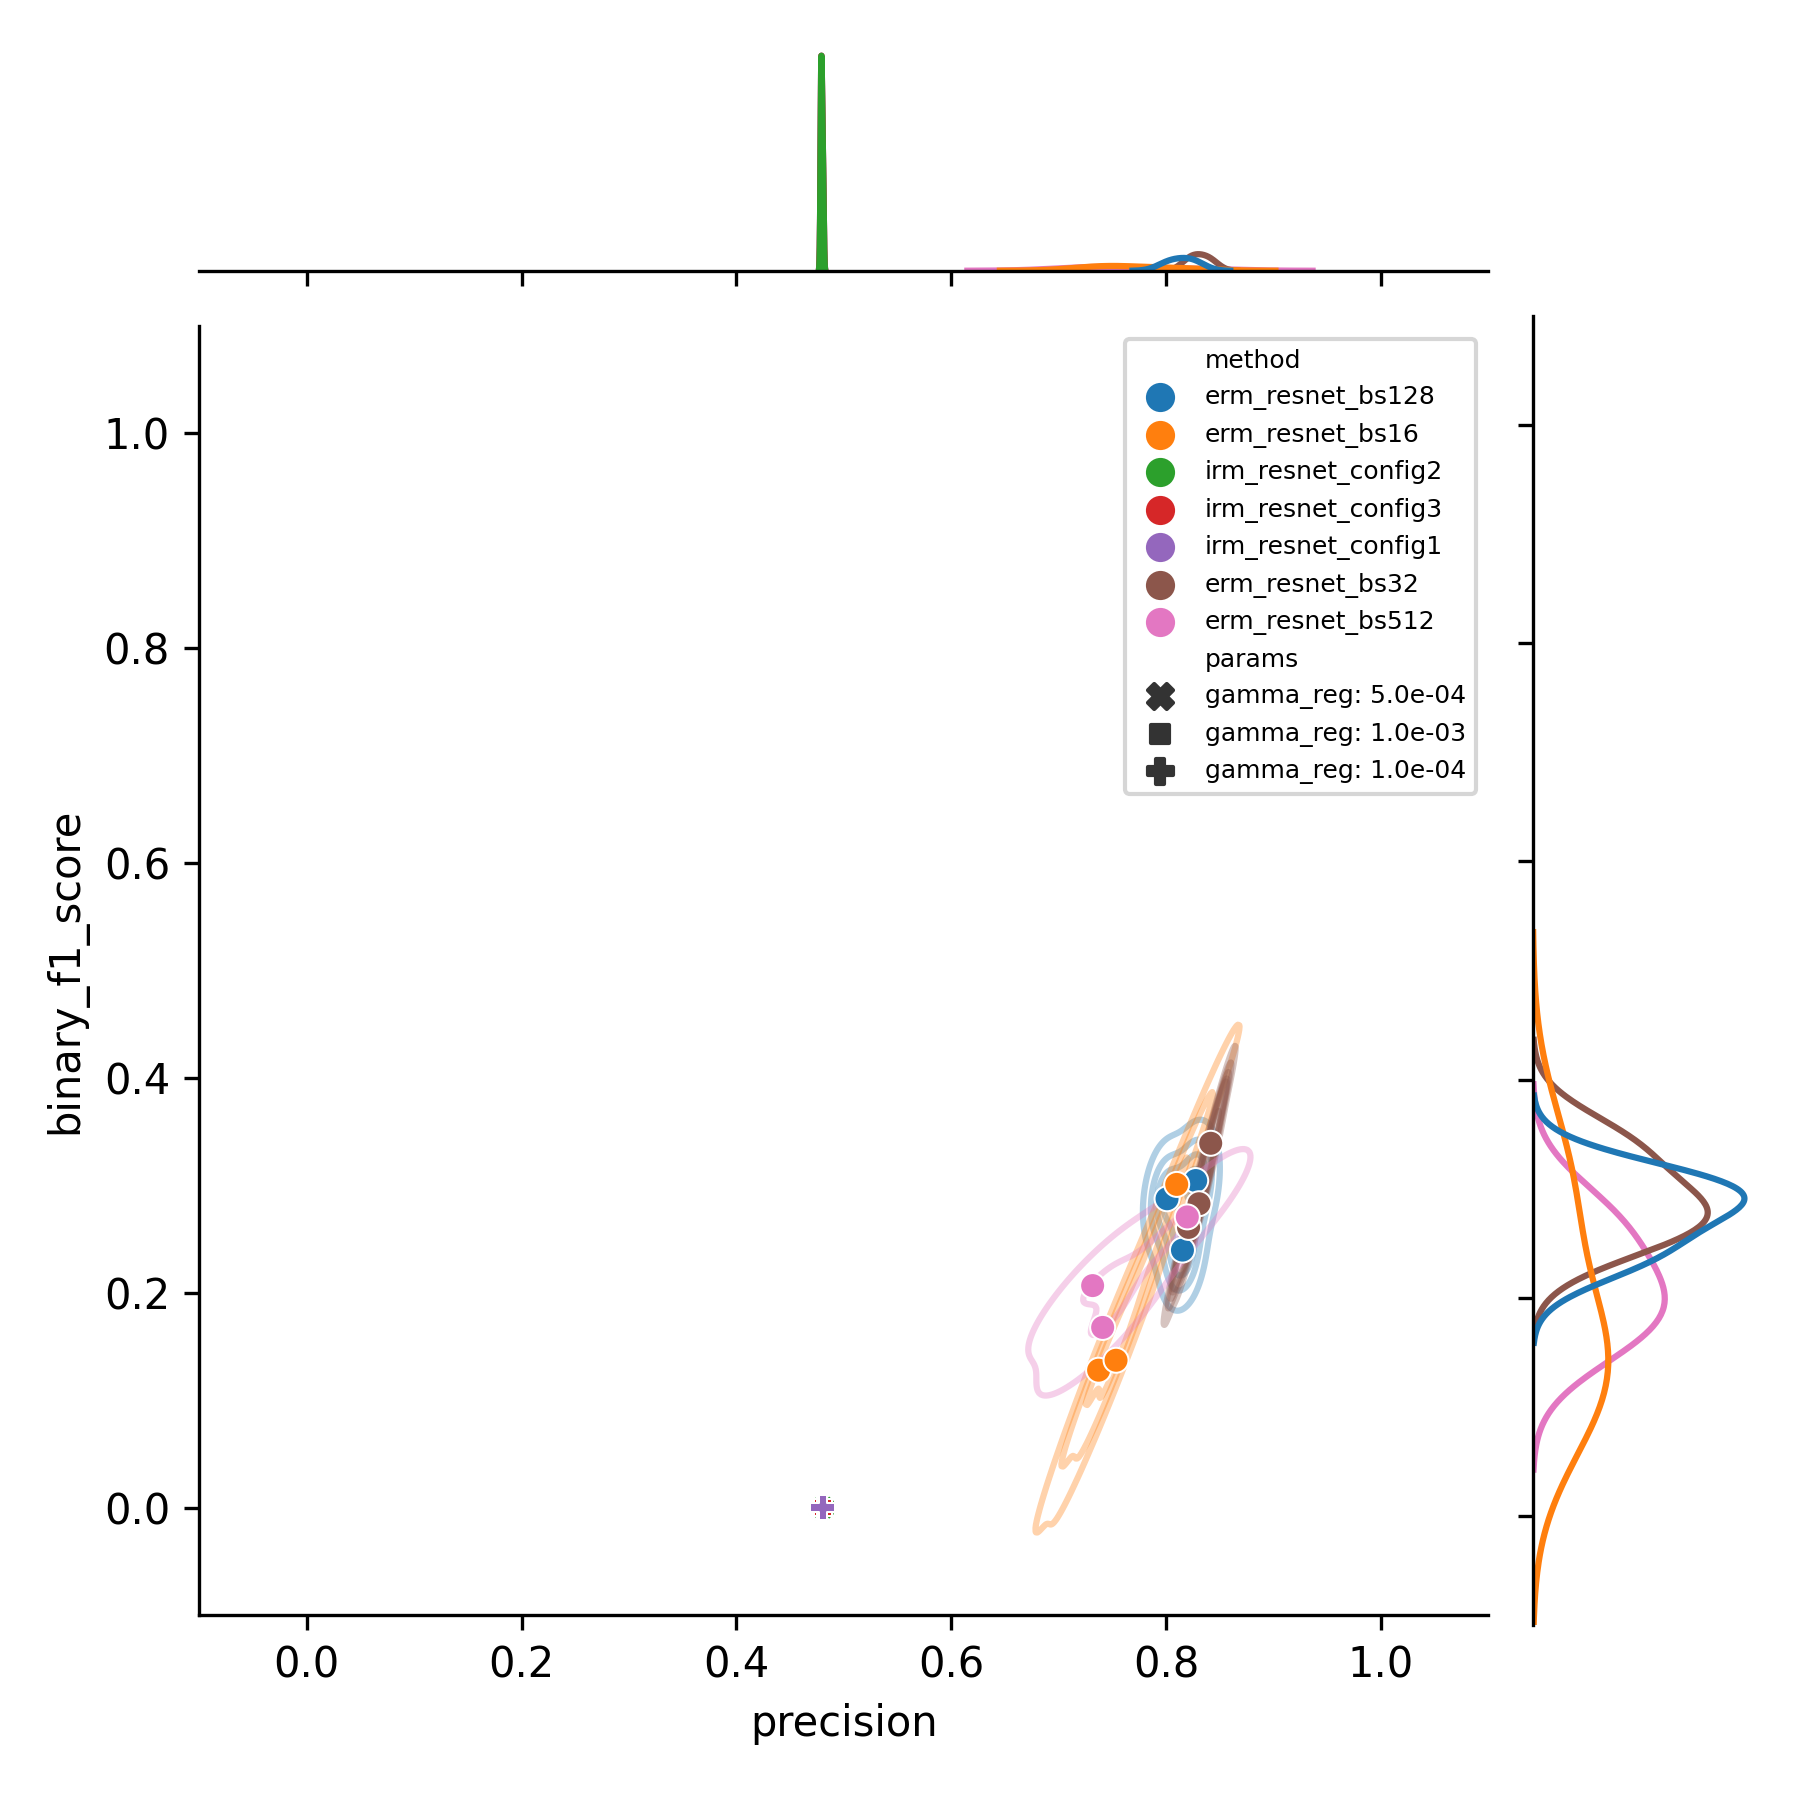 method
erm_resnet_bs128
erm_resnet_bs16
irm_resnet_config2
irm_resnet_config3
irm_resnet_config1
erm_resnet_bs32
erm_resnet_bs512
params
gamma_reg: 5.0e-04
gamma_reg: 1.0e-03
gamma_reg: 1.0e-04
binary_f1_score
1.0
0.8
0.6
0.4
0.2
0.0
0.0 0.2 0.4 0.6 0.8 1.0
precision